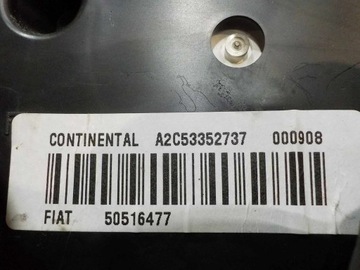 CONTINENTAL A2C53352737 000908
FIAT 50516477